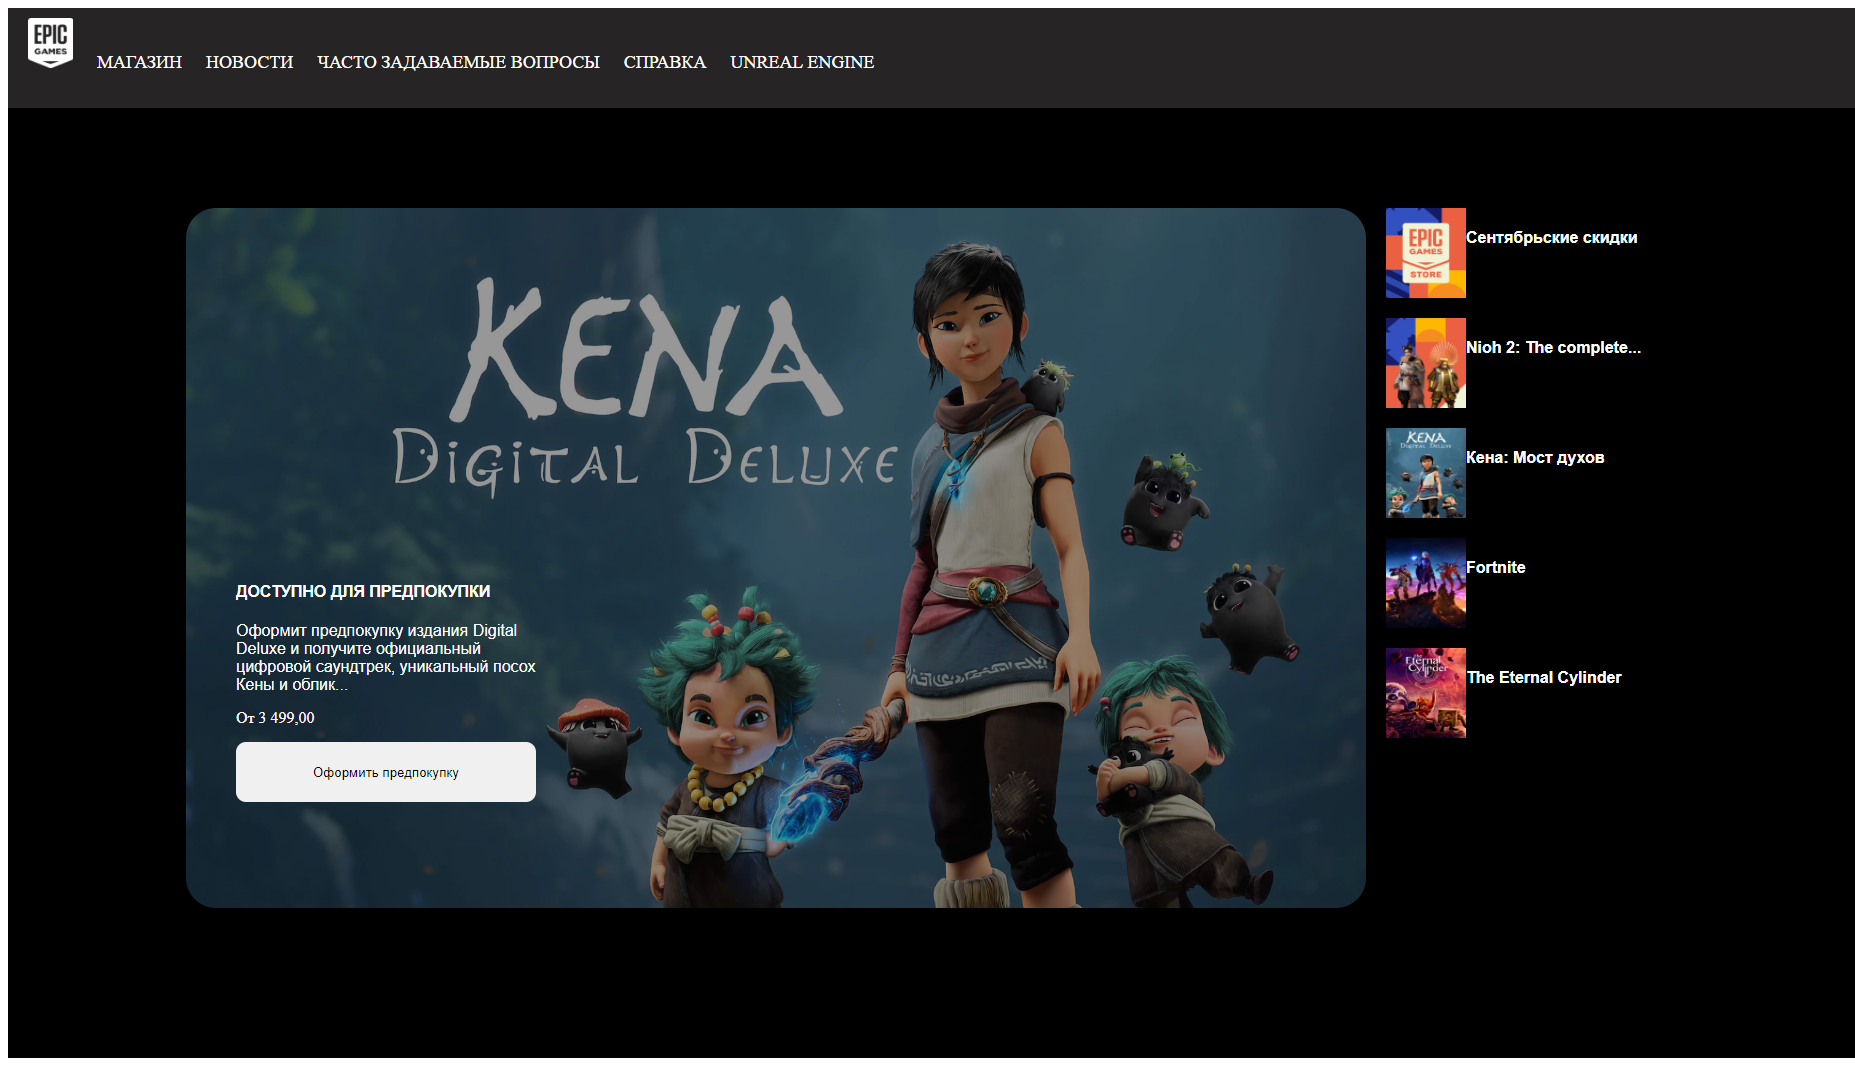 EPIC
GAMES
МАГАЗИН НОВОСТИ ЧАСТО ЗАДАВАЕМЫЕ ВОПРОСЫ СПРАВКА UNREAL ENGINE
KENA
DIGITAL DELUXE
ДОСТУПНО ДЛЯ ПРЕДПОКУПКИ
Оформит предпокупку издания Digital
Deluxe и получите официальный
цифровой саундтрек, уникальный посох
Кены и облик...
От 3 499,00
Оформить предпокупку
EPIC
GAMES
STORE
Сентябрьские скидки
Nioh 2: The complete...
KENA
DIGITAL DELUXE
Кена: Мост духов
Fortnite
The Eternal
Cylinder
The Eternal Cylinder